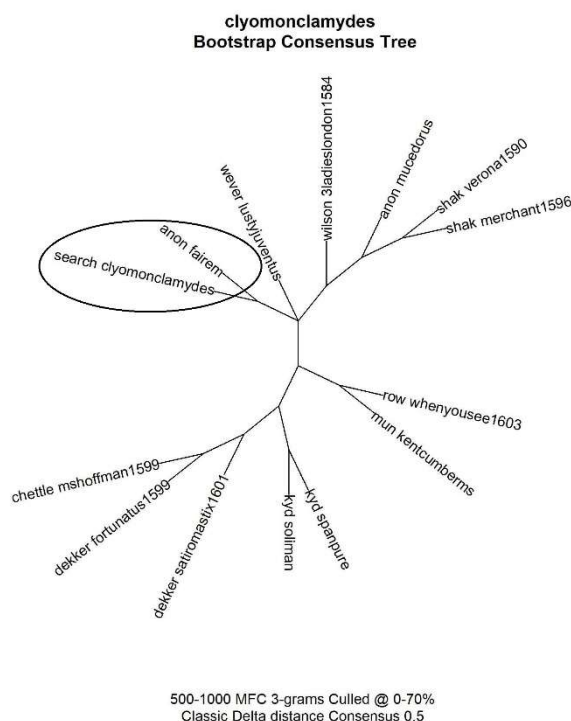 clyomonclamydes
Bootstrap Consensus Tree
wilson 3ladieslondon1584
anon mucedorus
shak verona1590
shak merchant1596
wever lustyjuventus
anon fairem
search clyomonclamydes
row whenyousee1603
mun kentcumberms
chettle mshoffman1599
dekker fortunatus1599
dekker satiromastix1601
kyd soliman
kyd spanpure
500-1000 MFC 3-grams Culled @ 0-70%
Classic Delta distance Consensus 0.5